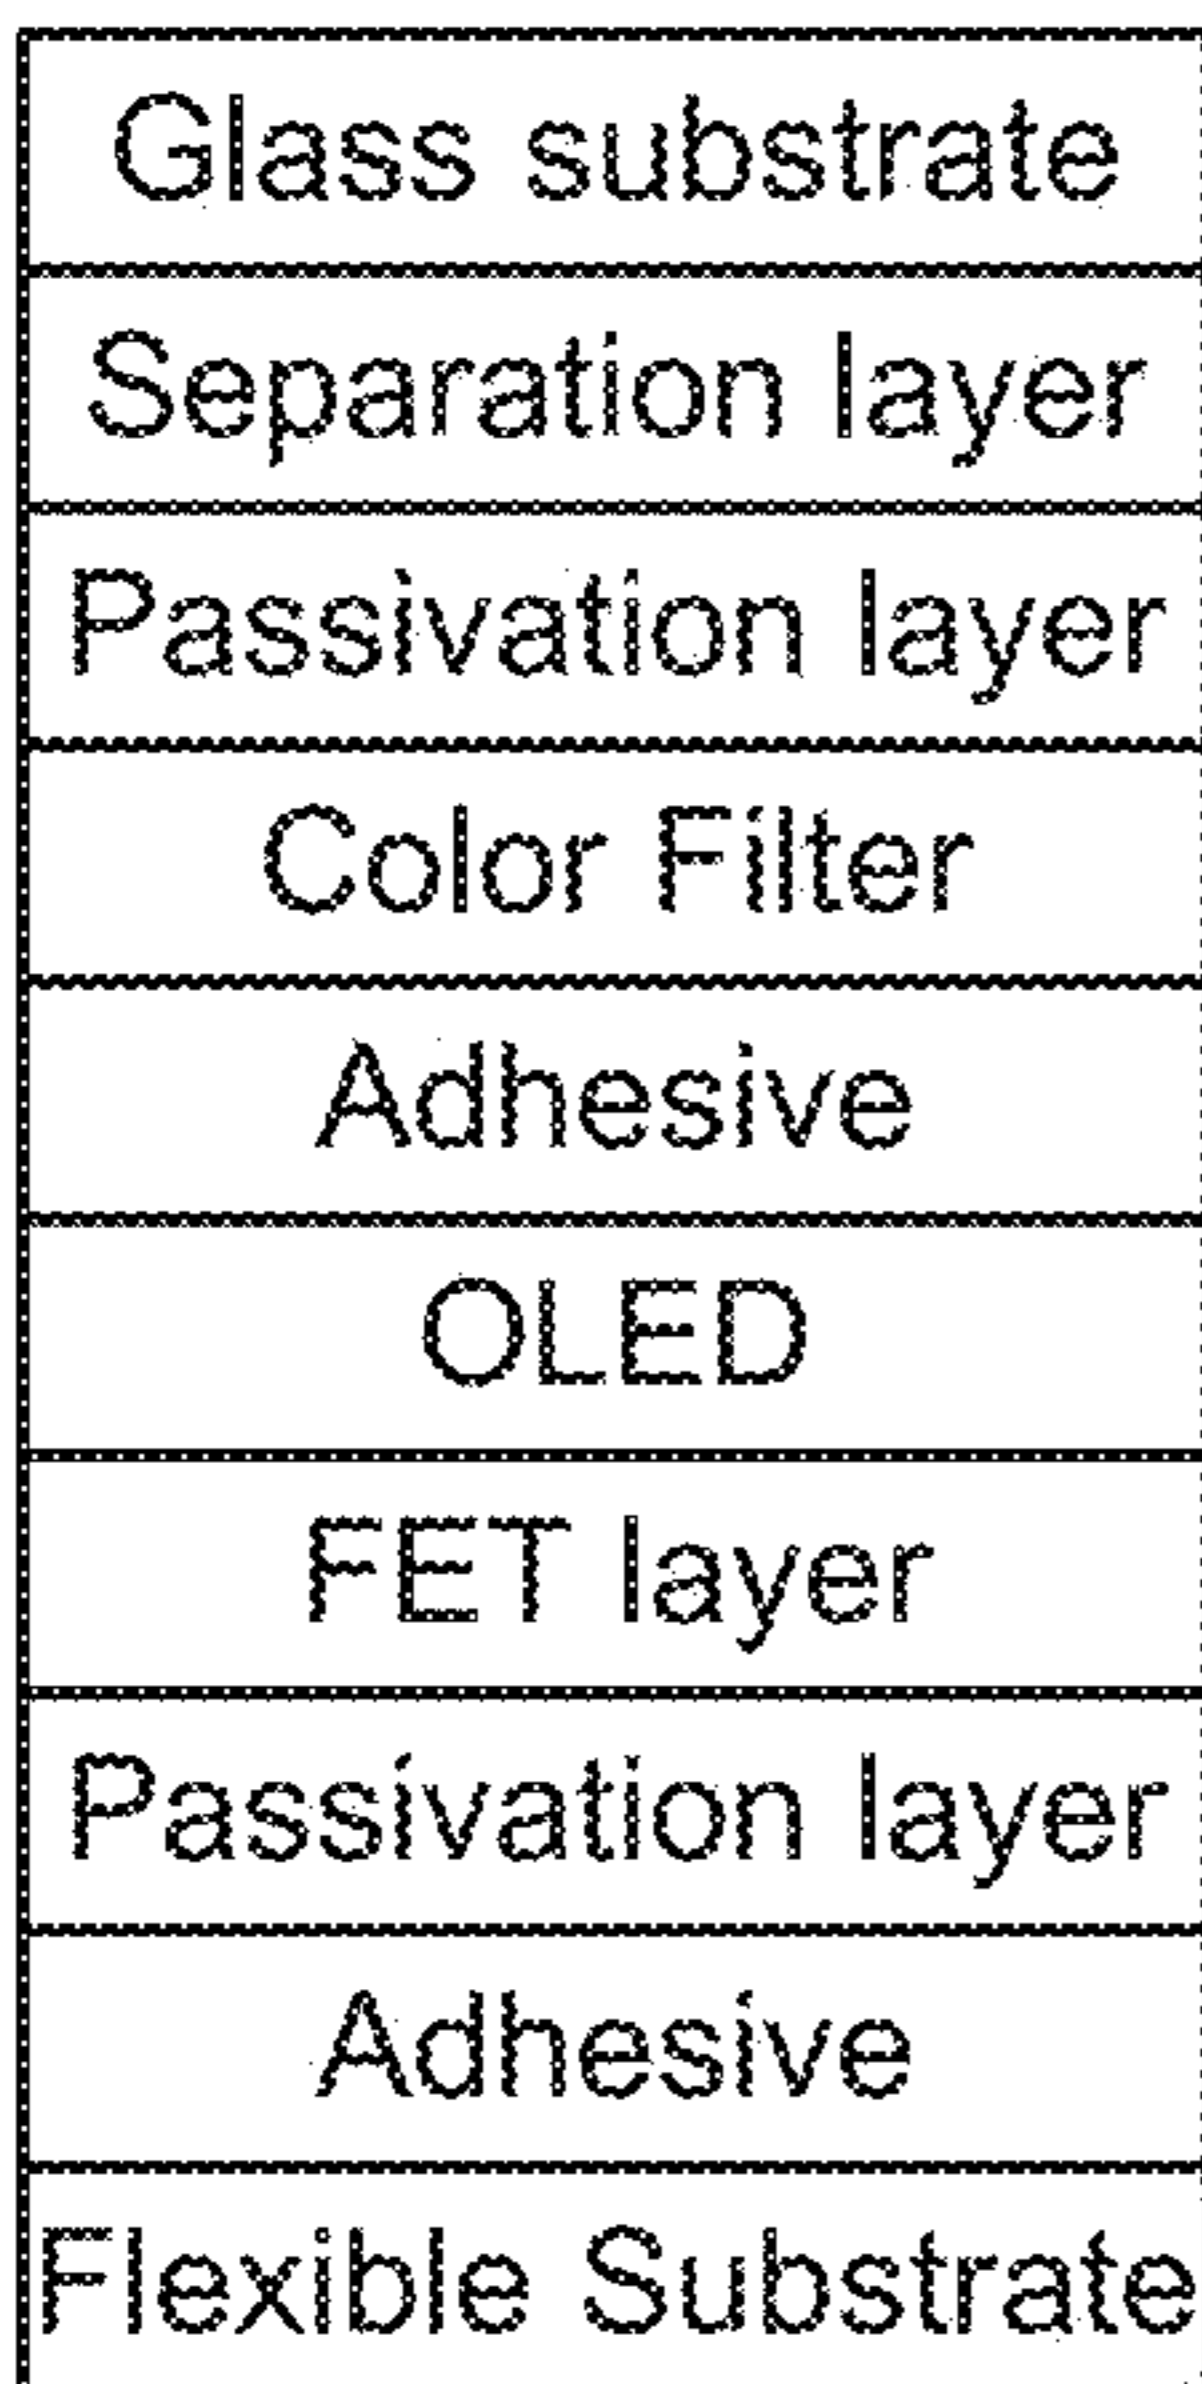 Glass substrate
Separation layer
Passivation layer
Color Filter
Adhesive
OLED
FET layer
Passivation layer
Adhesive
Flexible Substrate